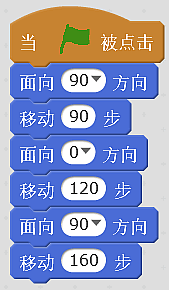 当 被点击
面向 90 方向
移动 90 步
面向 0 方向
移动 120 步
面向 90 方向
移动 160 步